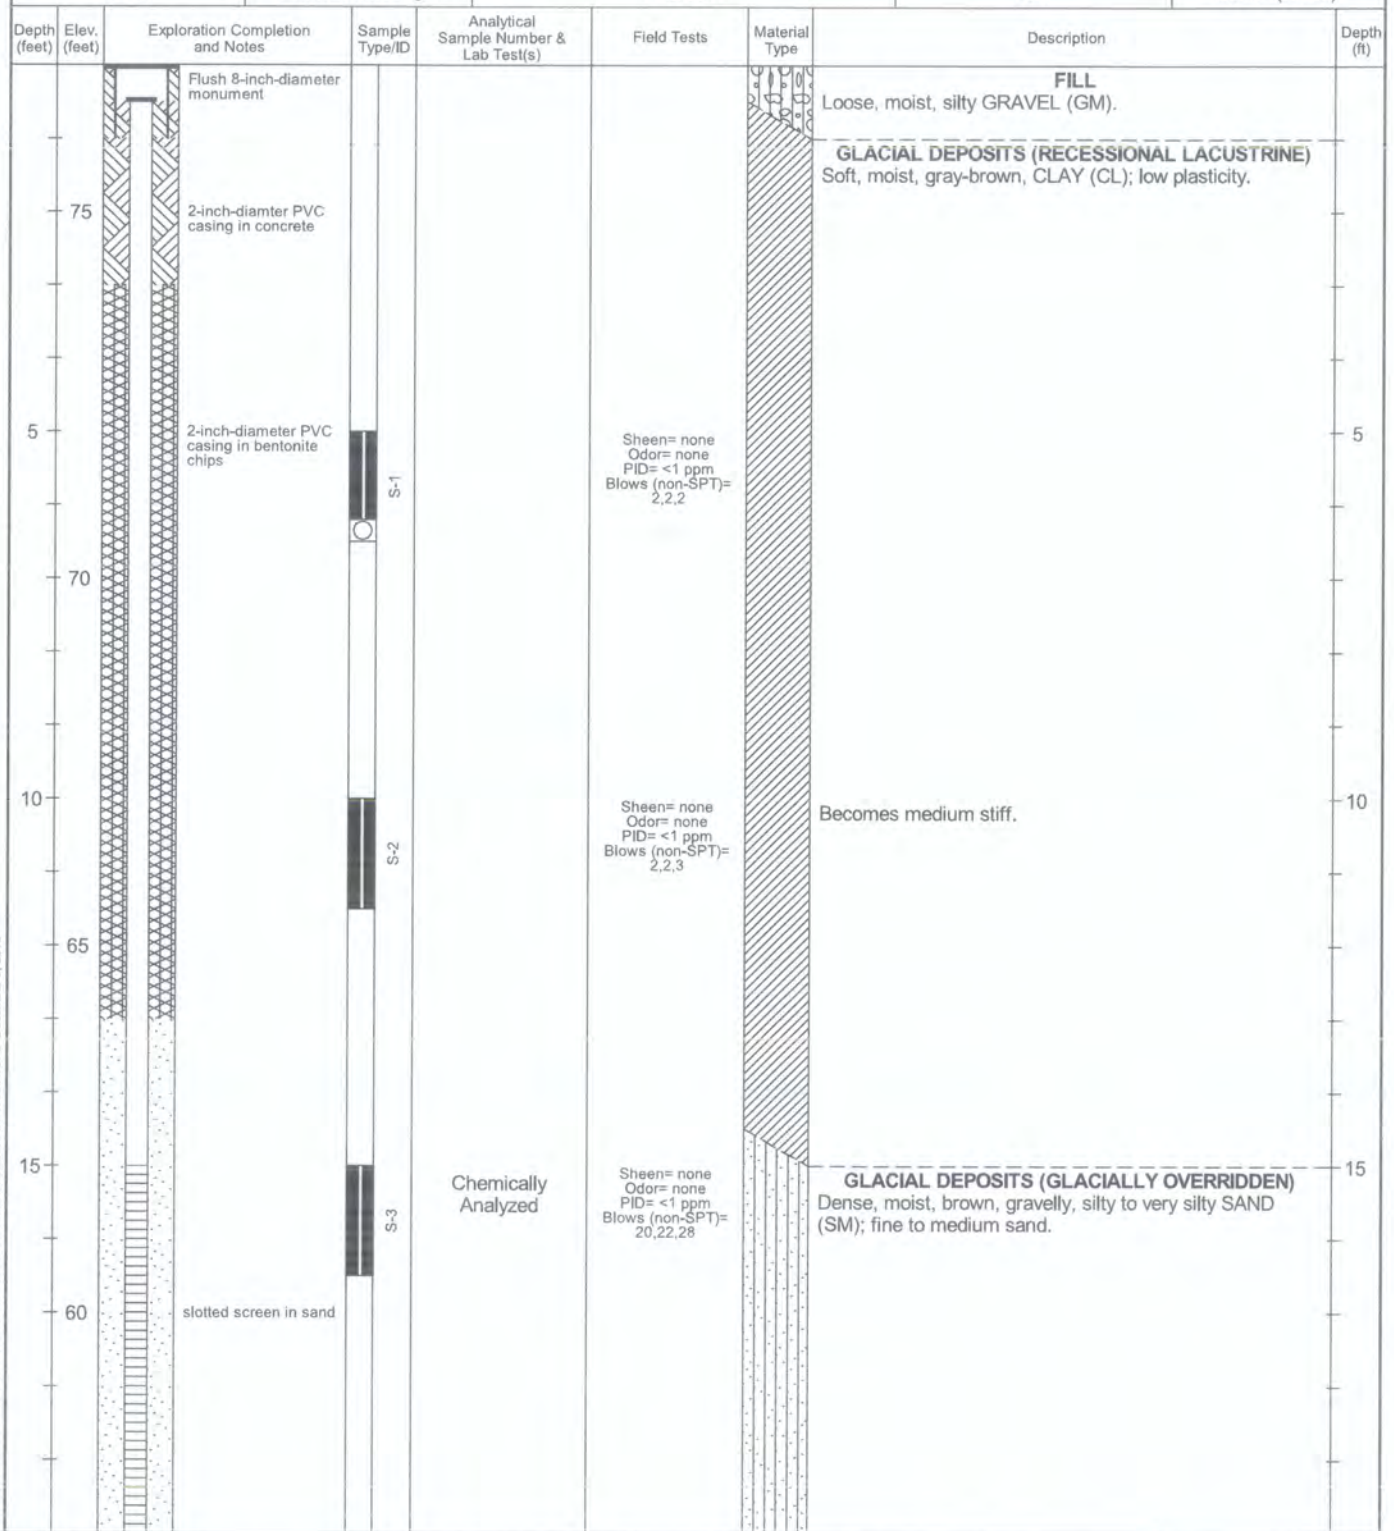 Depth
(feet)
Elev.
(feet)
Exploration Completion
and Notes
Sample
Type/ID
Analytical
Sample Number &
Lab Test(s)
Field Tests
Material
Type
Description
Depth
(ft)
Flush 8-inch-diameter
monument
FILL
Loose, moist, silty GRAVEL (GM).
GLACIAL DEPOSITS (RECESSIONAL LACUSTRINE)
Soft, moist, gray-brown, CLAY (CL); low plasticity.
75
2-inch-diamter PVC
casing in concrete
5
2-inch-diameter PVC
casing in bentonite
chips
S-1
Sheen= none
Odor= none
PID= <1 ppm
Blows (non-SPT)=
2,2,2
5
70
10
S-2
Sheen= none
Odor= none
PID= <1 ppm
Blows (non-SPT)=
2,2,3
Becomes medium stiff.
10
65
15
S-3
Chemically
Analyzed
Sheen= none
Odor= none
PID= <1 ppm
Blows (non-SPT)=
20,22,28
GLACIAL DEPOSITS (GLACIALLY OVERRIDDEN)
Dense, moist, brown, gravelly, silty to very silty SAND
(SM); fine to medium sand.
15
60
slotted screen in sand